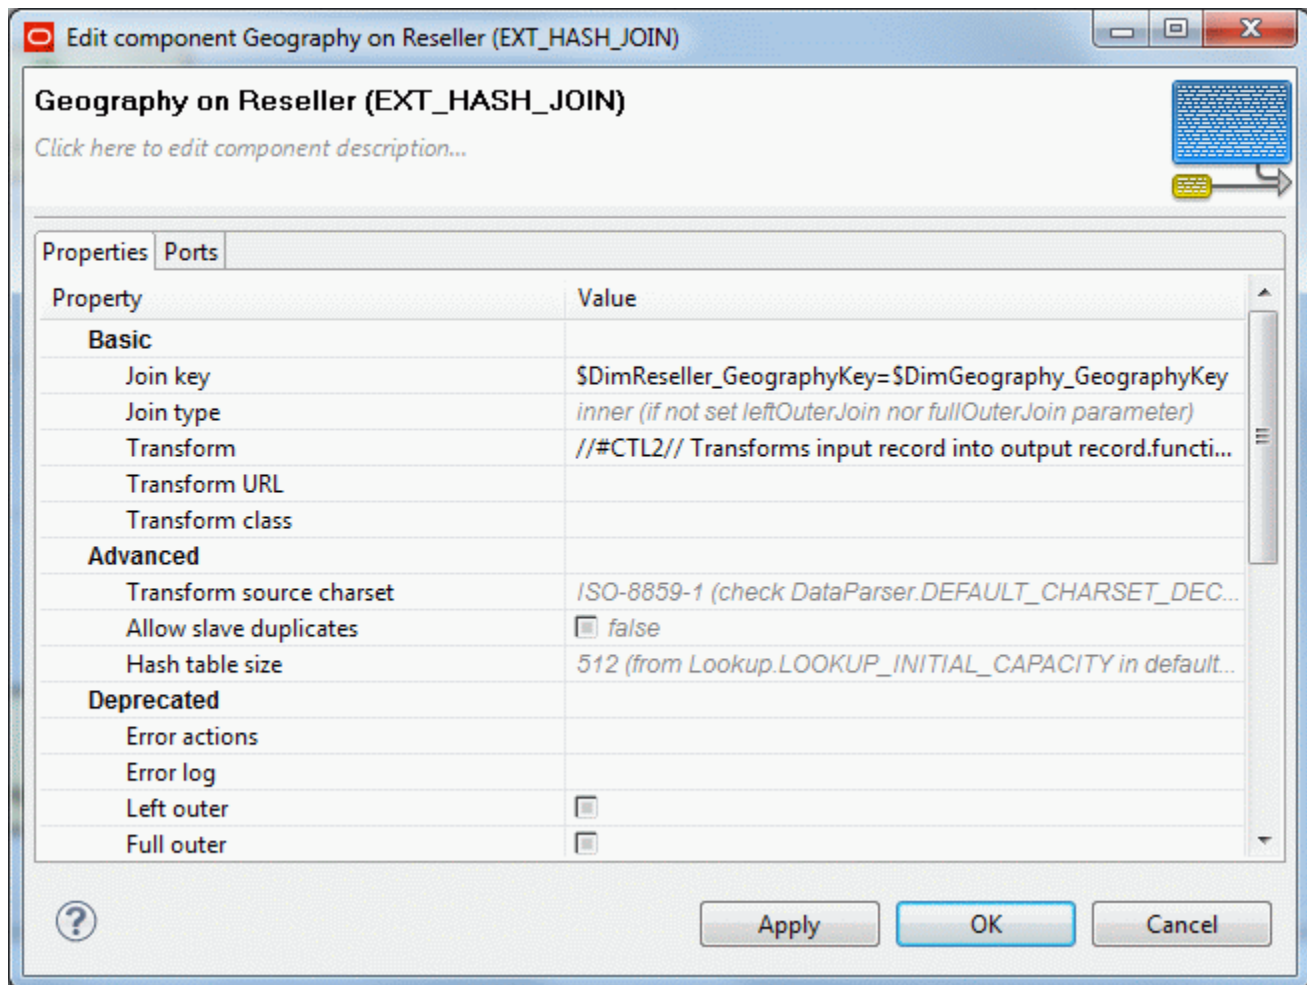 Edit component Geography on Reseller (EXT_HASH_JOIN)
Geography on Reseller (EXT_HASH_JOIN)
Click here to edit component description...
Properties Ports
Property Value
Basic
Join key $DimReseller_GeographyKey=$DimGeography_GeographyKey
Join type inner (if not set leftOuterJoin nor fullOuterJoin parameter)
Transform //#CTL2// Transforms input record into output record.functi...
Transform URL
Transform class
Advanced
Transform source charset ISO-8859-1 (check DataParser.DEFAULT_CHARSET_DEC...
Allow slave duplicates false
Hash table size 512 (from Lookup.LOOKUP_INITIAL_CAPACITY in default...
Deprecated
Error actions
Error log
Left outer
Full outer
? Apply OK Cancel